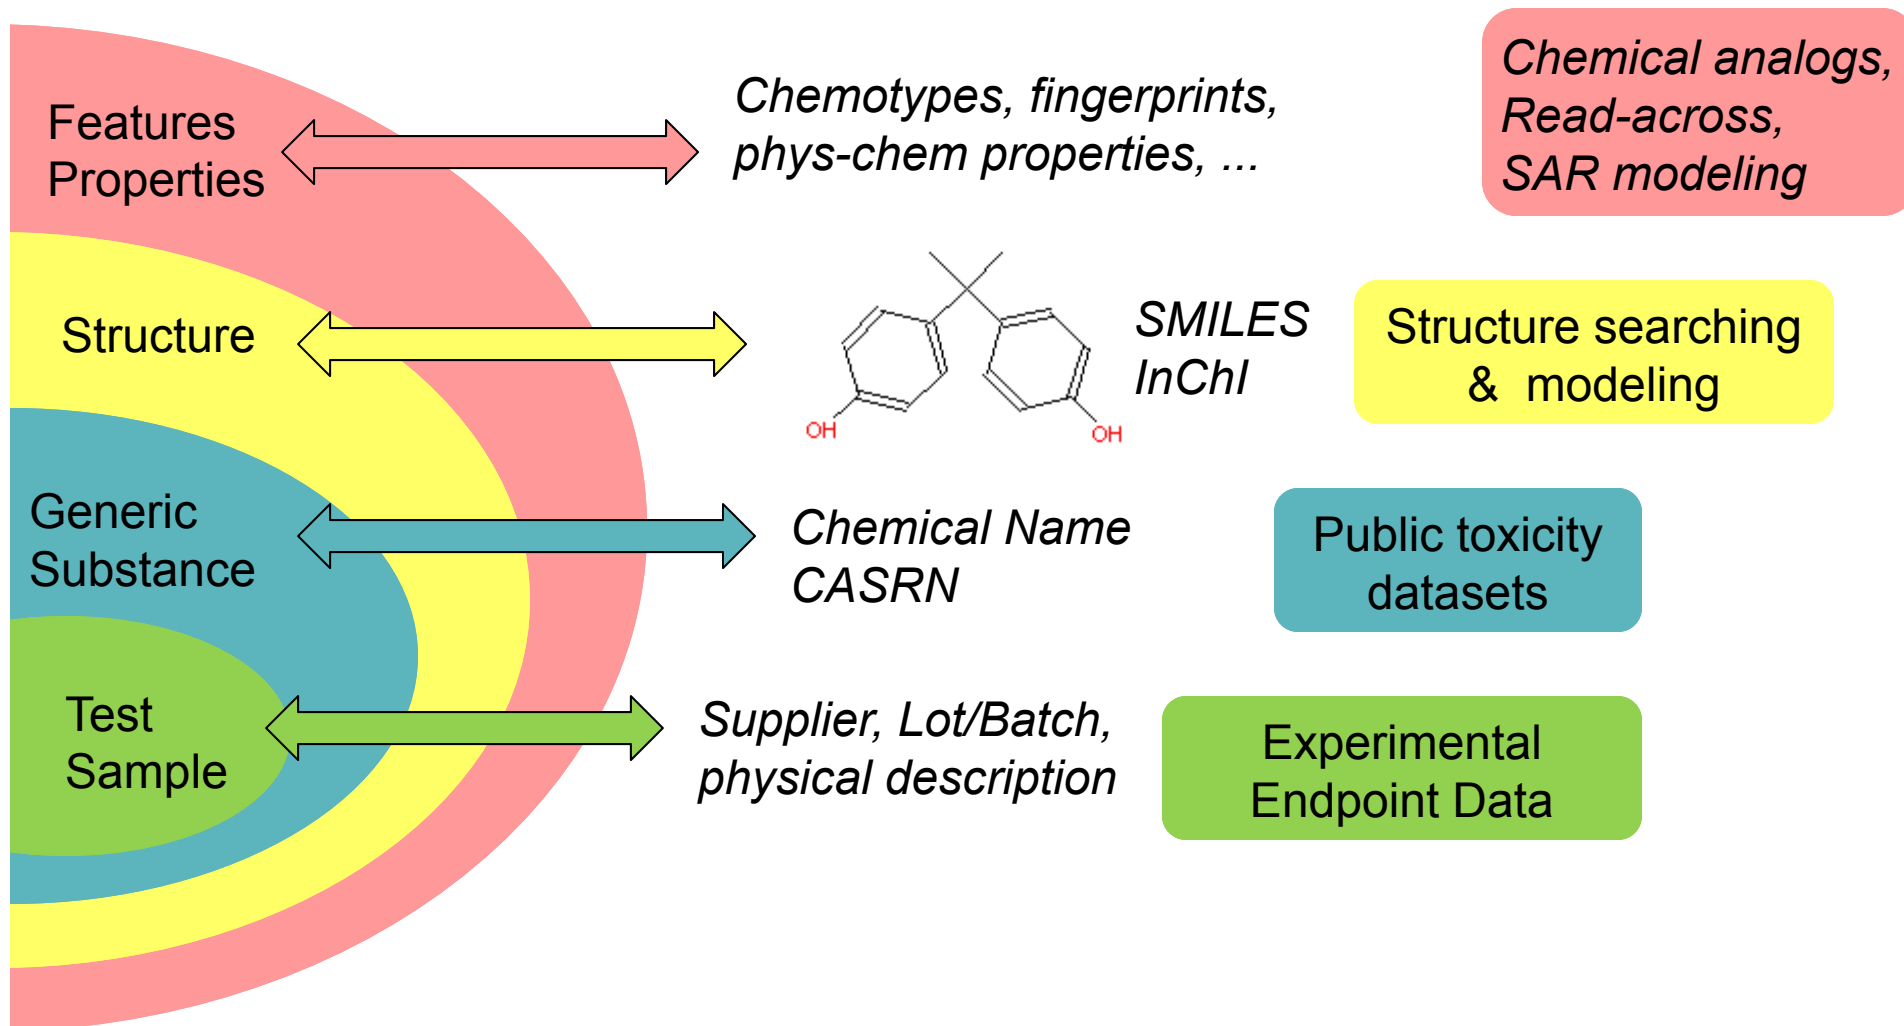 Features
Properties
Chemotypes, fingerprints,
phys-chem properties, ...
Chemical analogs,
Read-across,
SAR modeling
Structure
OH
OH
SMILES
InChI
Structure searching
& modeling
Generic
Substance
Chemical Name
CASRN
Public toxicity
datasets
Test
Sample
Supplier, Lot/Batch,
physical description
Experimental
Endpoint Data